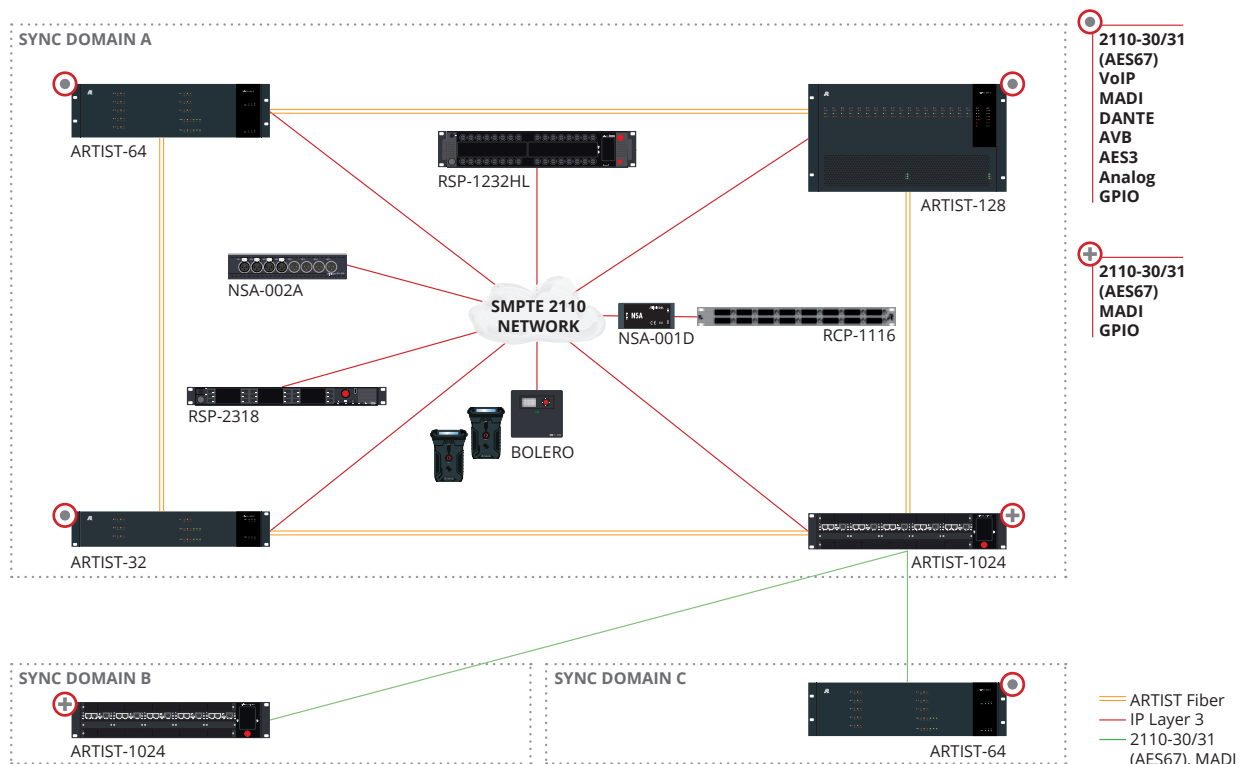 SYNC DOMAIN A
2110-30/31
(AES67)
VoIP
MADI
DANTE
AVB
AES3
Analog
GPIO
ARTIST-64
RSP-1232HL
ARTIST-128
2110-30/31
(AES67)
MADI
GPIO
NSA-002A
SMPTE 2110
NETWORK
NSA
NSA-001D
RCP-1116
RSP-2318
BOLERO
ARTIST-32
ARTIST-1024
SYNC DOMAIN B
SYNC DOMAIN C
ARTIST-1024
ARTIST-64
ARTIST Fiber
IP Layer 3
2110-30/31
(AES67), MADI